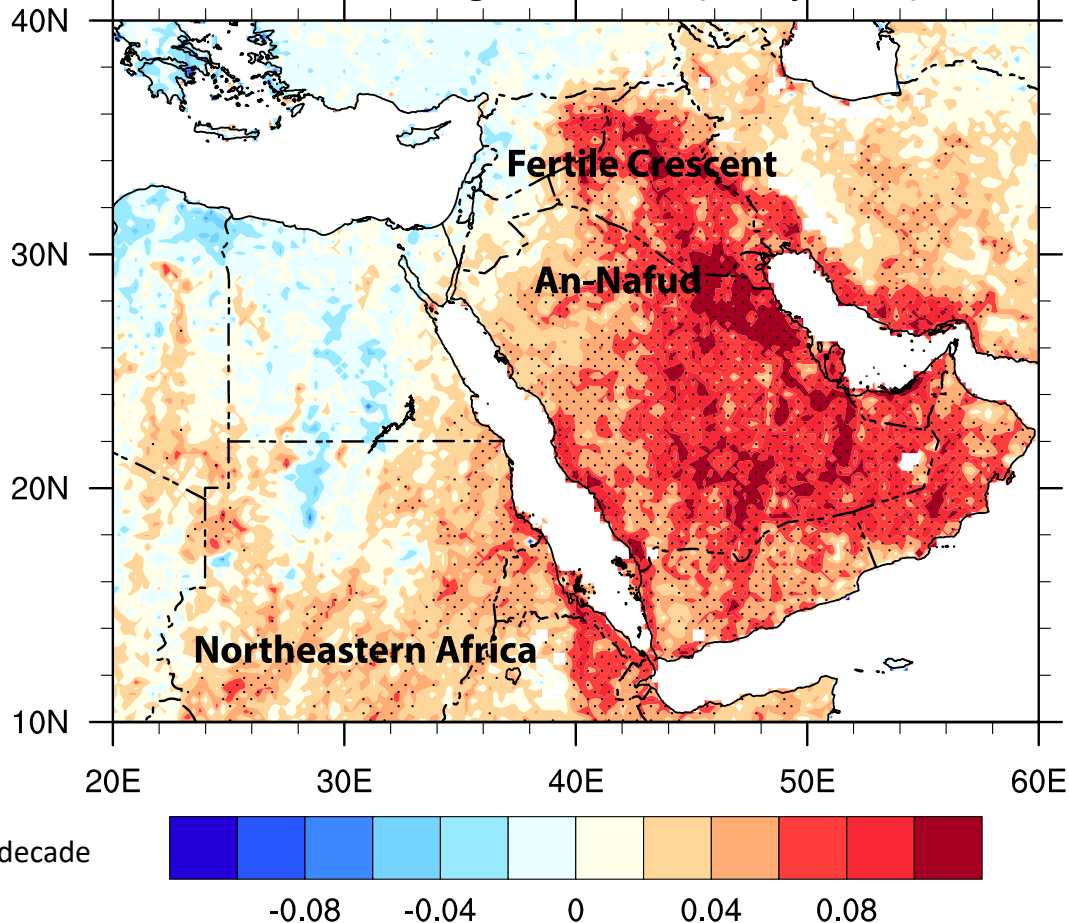 40N
Fertile Crescent
30N
An-Nafud
20N
Northeastern Africa
10N
20E 30E 40E 50E 60E
decade
-0.08 -0.04 0 0.04 0.08